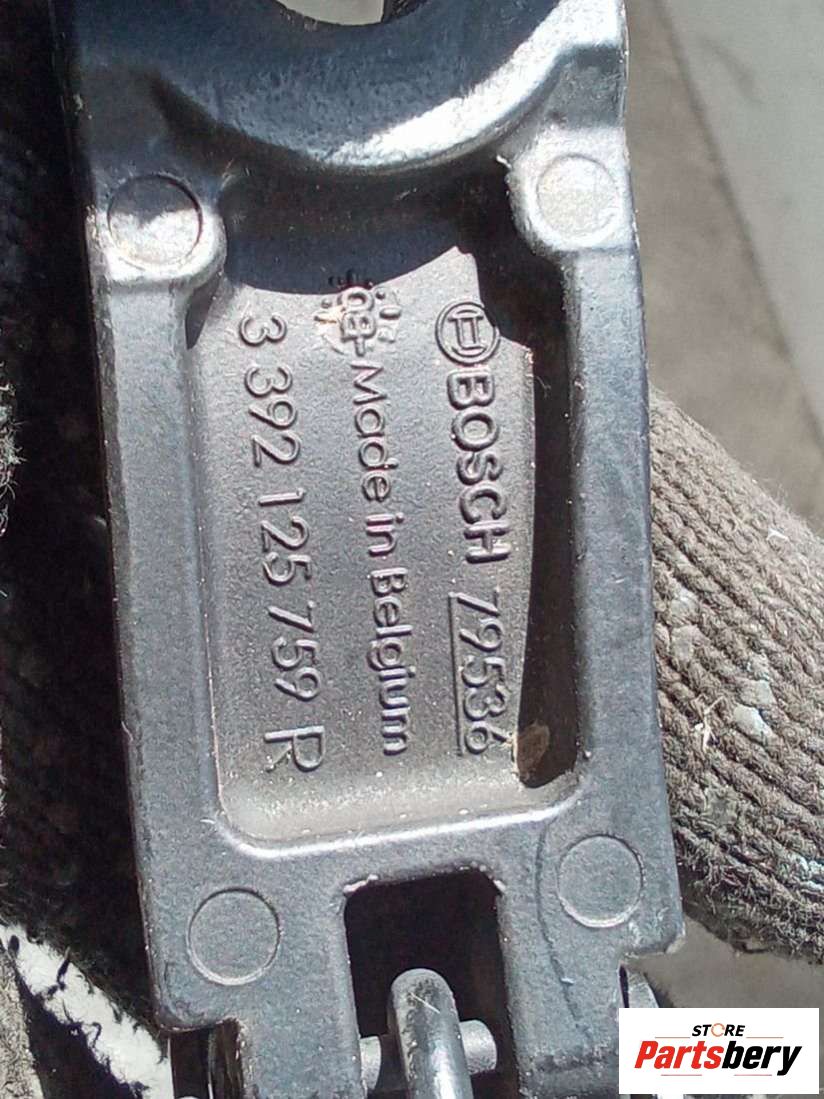 BOSCH 79536
Made in Belgium
3 392 125 759 R
STORE
Partsbery